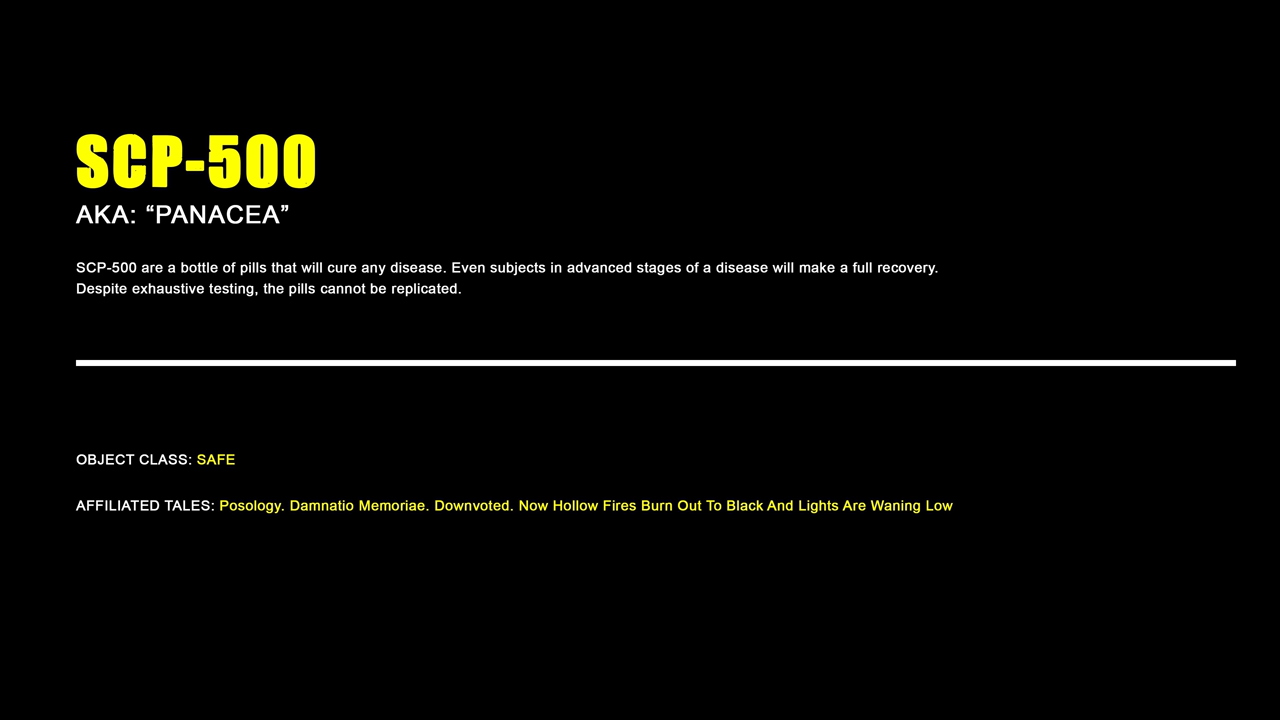 SCP-500
AKA: “PANACEA”
SCP-500 are a bottle of pills that will cure any disease. Even subjects in advanced stages of a disease will make a full recovery.
Despite exhaustive testing, the pills cannot be replicated.
OBJECT CLASS: SAFE
AFFILIATED TALES: Posology. Damnatio Memoriae. Downvoted. Now Hollow Fires Burn Out To Black And Lights Are Waning Low